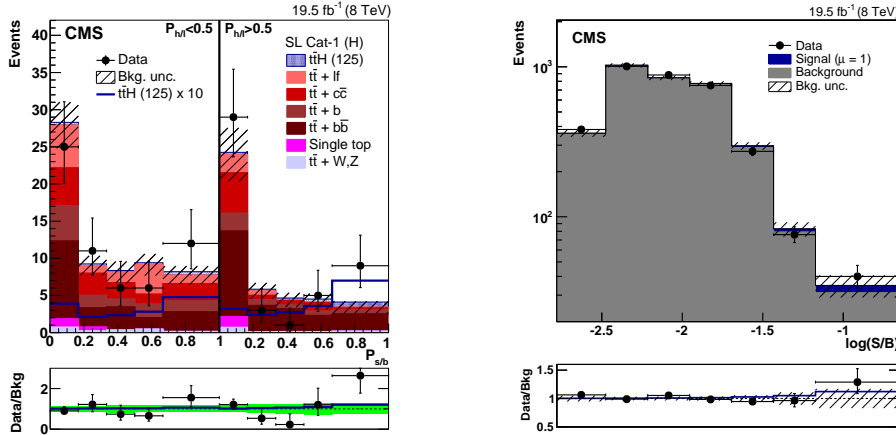 19.5 fb⁻¹ (8 TeV)
Events
CMS
P_h/l<0.5
P_h/l>0.5
SL Cat-1 (H)
Data
Bkg. unc.
tt̄H (125) x 10
tt̄H (125)
tt̄ + lf
tt̄ + cc̄
tt̄ + b
tt̄ + bb̄
Single top
tt̄ + W,Z
40
35
30
25
20
15
10
5
0
0 0.2 0.4 0.6 0.8 1 0.2 0.4 0.6 0.8 1
P_s/b
Data/Bkg
2
0
19.5 fb⁻¹ (8 TeV)
Events
CMS
Data
Signal (μ = 1)
Background
Bkg. unc.
10³
10²
-2.5 -2 -1.5 -1
log(S/B)
Data/Bkg
1.5
1.0
0.5